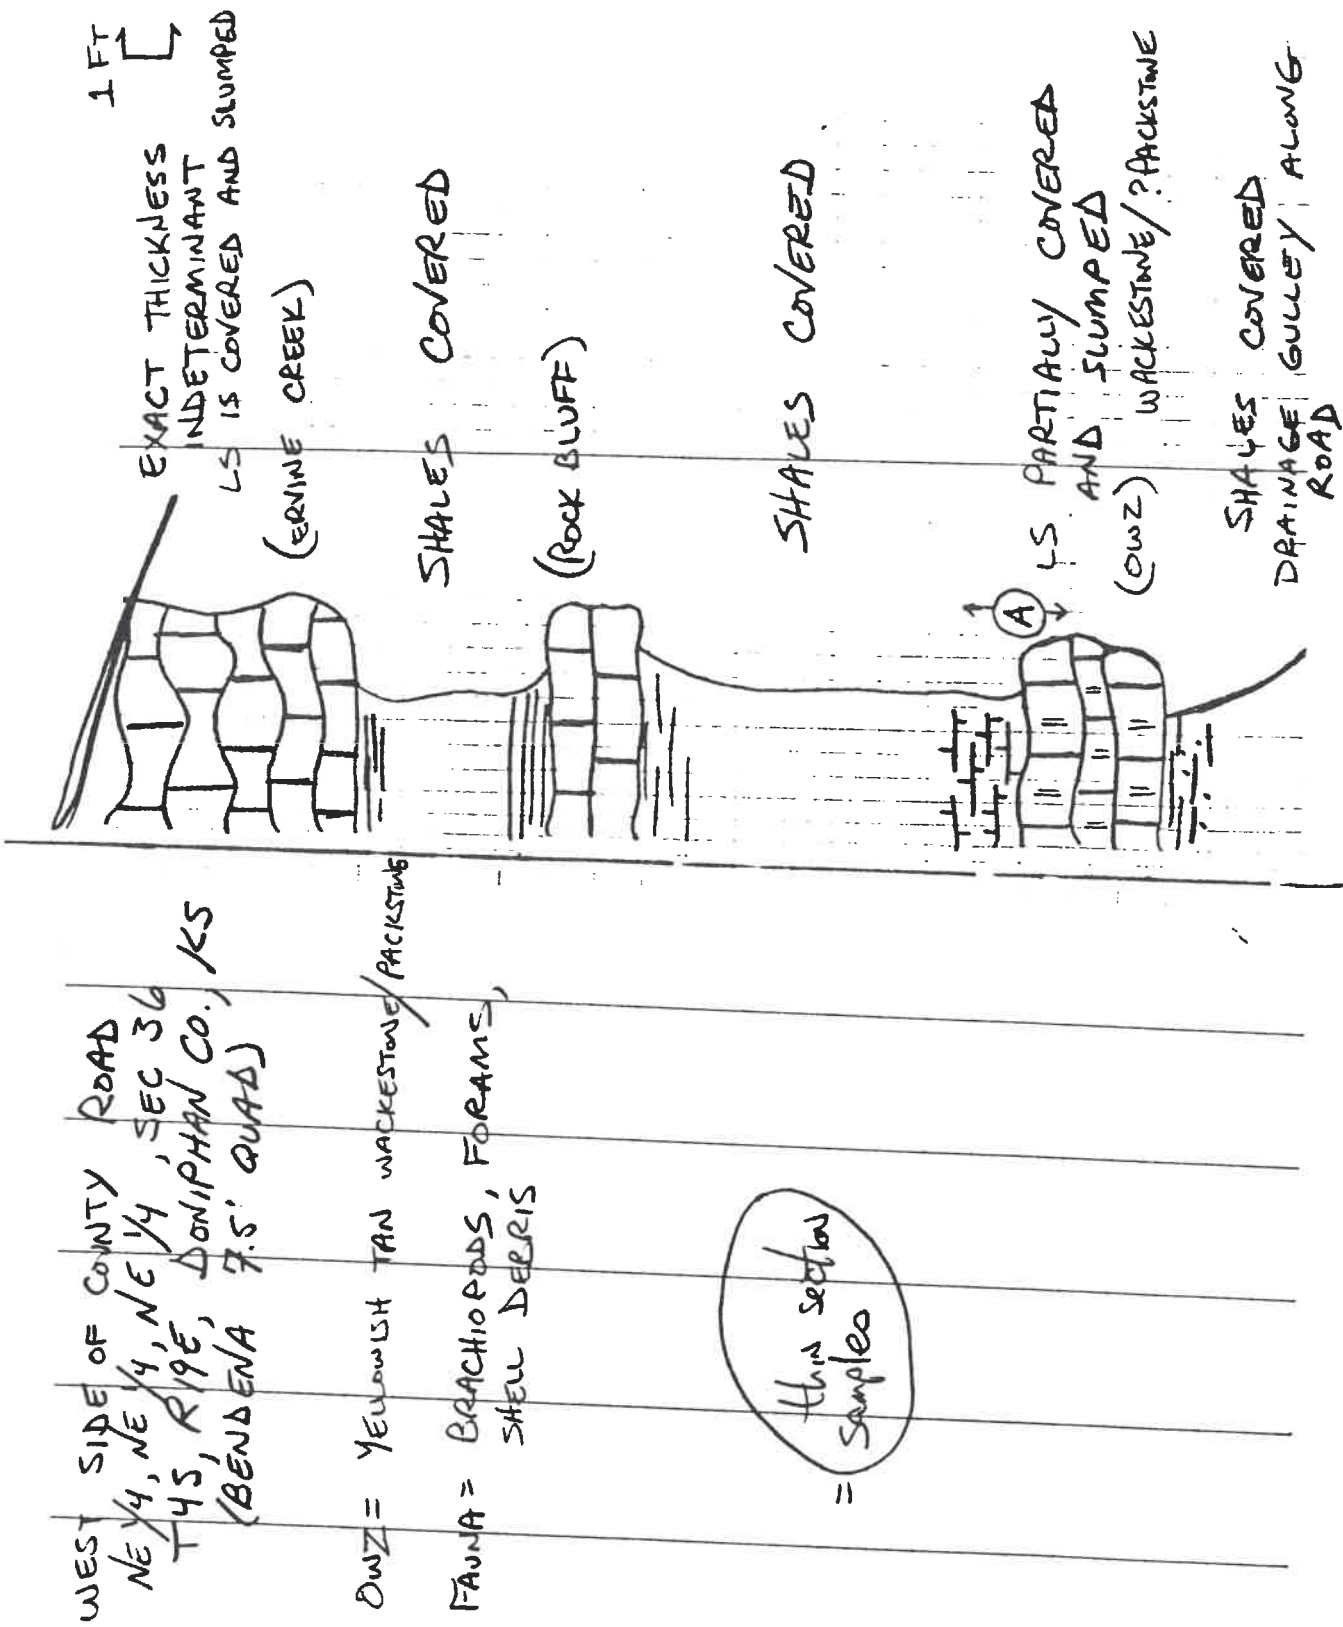 WEST SIDE OF COUNTY ROAD
NE 1/4, NE 1/4, NE 1/4, SEC 36
T4S, R19E, DONIPHAN CO., KS
(BENDENA 7.5' QUAD)
OWZ = YELLOWISH TAN WACKESTONE/PACKSTONE
FAUNA = BRACHIOPODS, FORAMS,
SHELL DEBRIS
= thin section
samples
1 FT
EXACT THICKNESS
INDETERMINANT
LS IS COVERED AND SLUMPED
(ERVINE CREEK)
SHALES COVERED
(ROCK BLUFF)
SHALES COVERED
A
LS PARTIALLY COVERED
AND SLUMPED
(OWZ) WACKESTONE/?PACKSTONE
SHALES COVERED
DRAINAGE GULLEY ALONG
ROAD